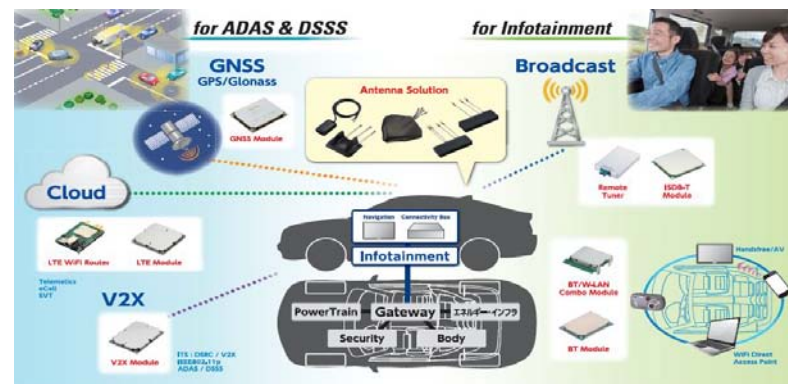 for ADAS & DSSS
for Infotainment
GNSS
GPS/Glonass
GNSS Module
Antenna Solution
Broadcast
Remote
Tuner
ISDB-T
Module
Cloud
LTE WiFi Router
LTE Module
Telematics
eCall
EVT
Navigation
Connectivity Box
Infotainment
PowerTrain
Gateway
エネルギー・インフラ
Security
Body
V2X
V2X Module
ITS : DSRC / V2X
IEEE802.11p
ADAS / DSSS
BT/W-LAN
Combo Module
BT Module
Handsfree/AV
WiFi Direct
Access Point